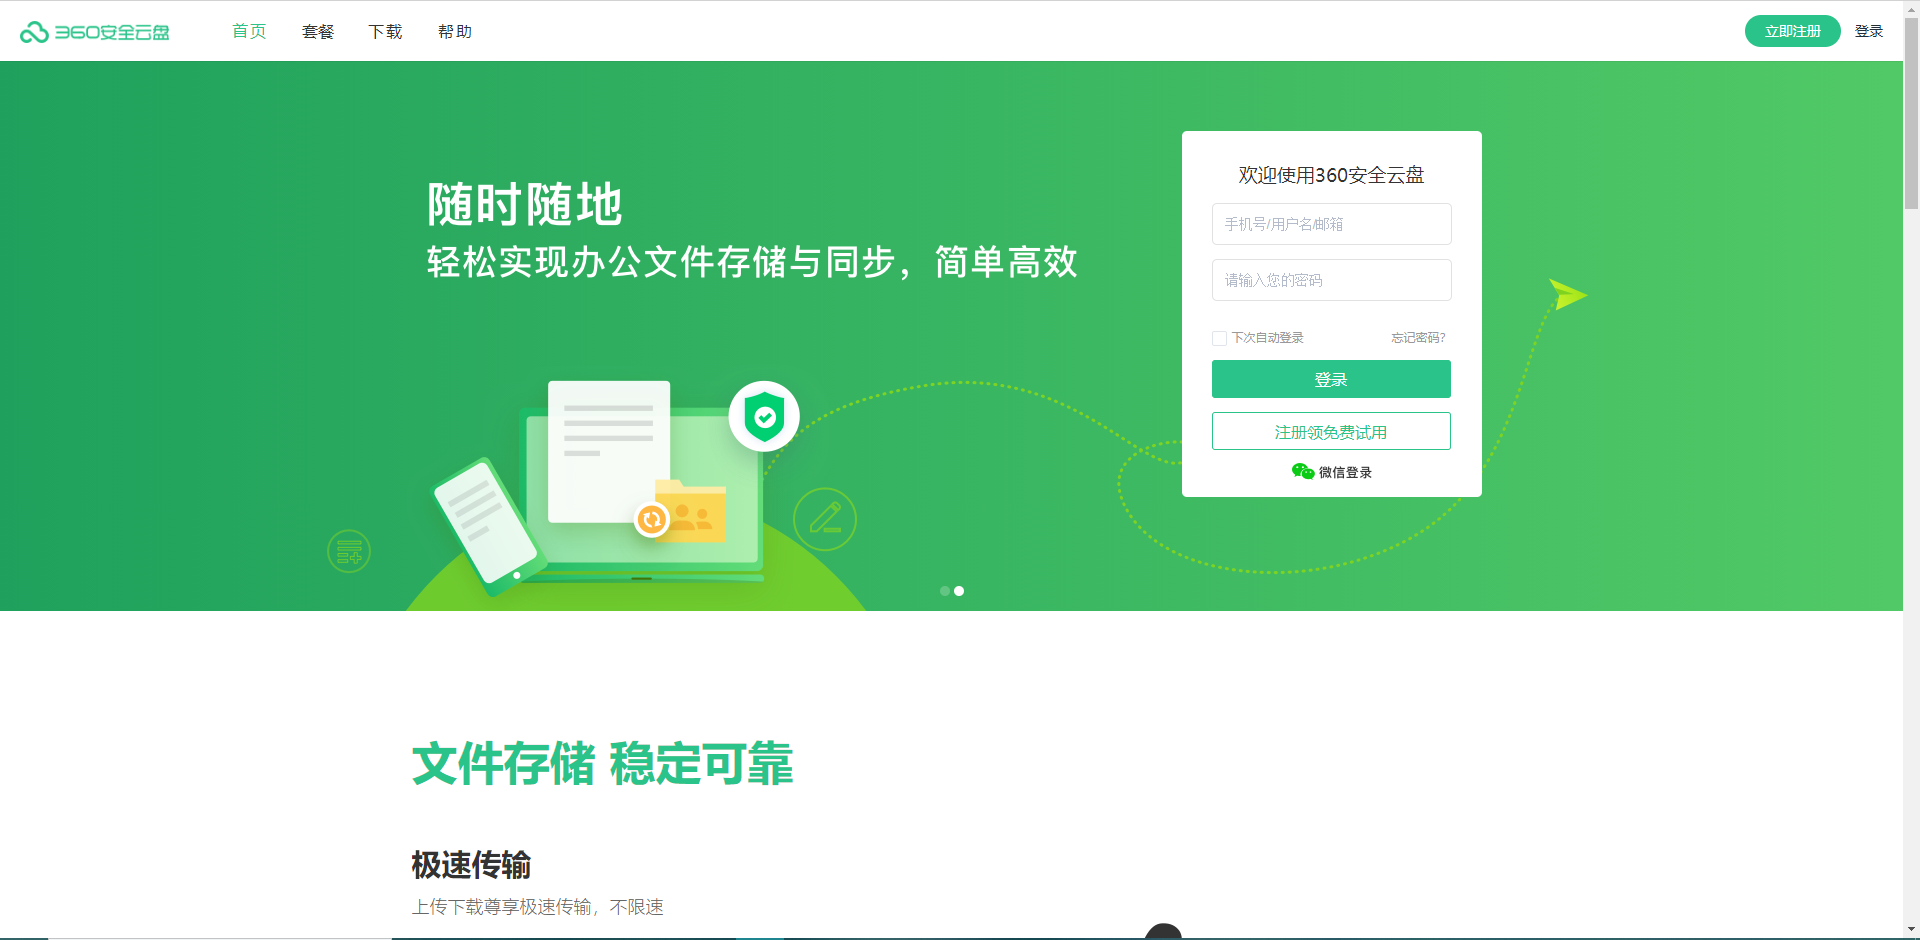 360安全云盘
首页
套餐
下载
帮助
立即注册
登录
随时随地
轻松实现办公文件存储与同步，简单高效
欢迎使用360安全云盘
手机号/用户名/邮箱
请输入您的密码
下次自动登录
忘记密码?
登录
注册领免费试用
微信登录
文件存储 稳定可靠
极速传输
上传下载尊享极速传输，不限速